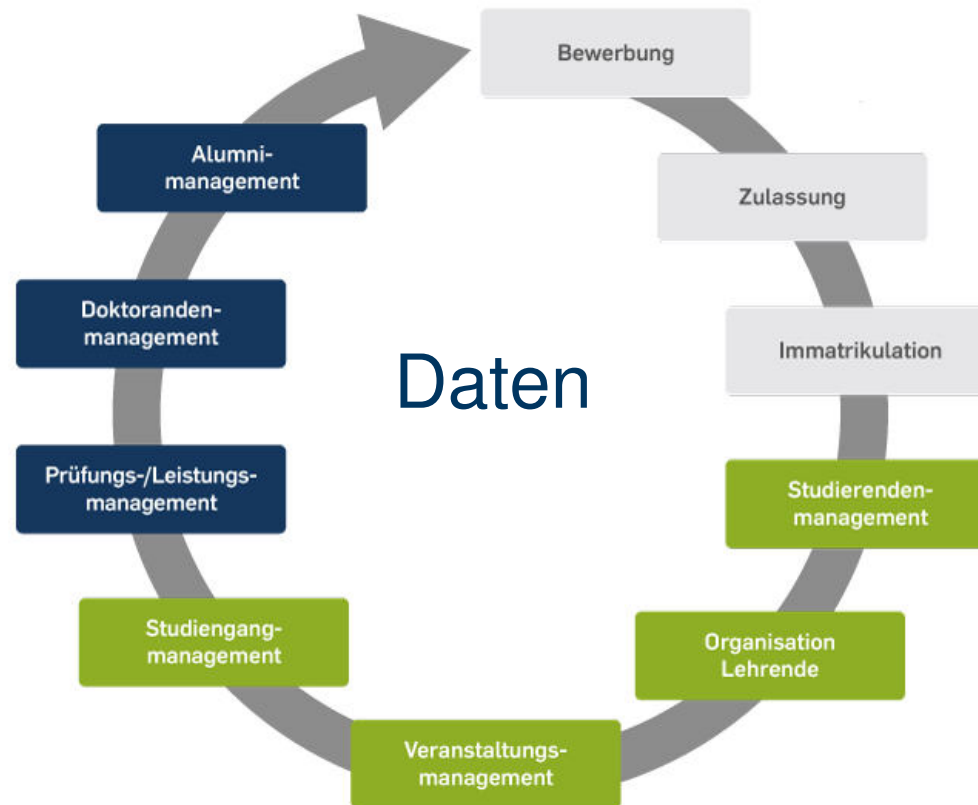 Bewerbung
Zulassung
Immatrikulation
Studierenden-
management
Organisation
Lehrende
Veranstaltungs-
management
Studiengang-
management
Prüfungs-/Leistungs-
management
Doktoranden-
management
Alumni-
management
Daten